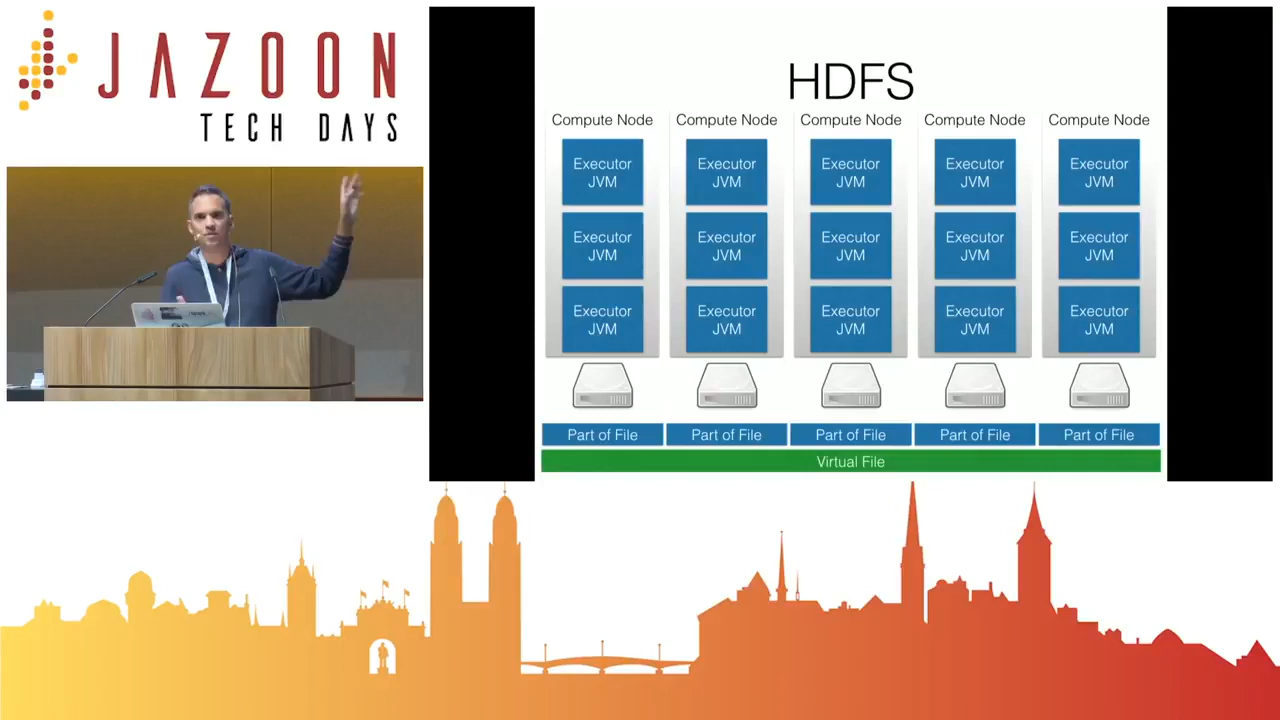 JAZOON
TECH DAYS
HDFS
Compute Node
Compute Node
Compute Node
Compute Node
Compute Node
Executor
JVM
Executor
JVM
Executor
JVM
Executor
JVM
Executor
JVM
Executor
JVM
Executor
JVM
Executor
JVM
Executor
JVM
Executor
JVM
Executor
JVM
Executor
JVM
Executor
JVM
Executor
JVM
Executor
JVM
Part of File
Part of File
Part of File
Part of File
Part of File
Virtual File